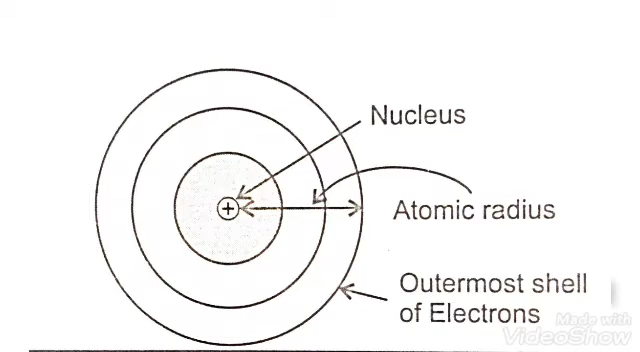 Nucleus
+
Atomic radius
Outermost shell
of Electrons
Made with
VideoShow